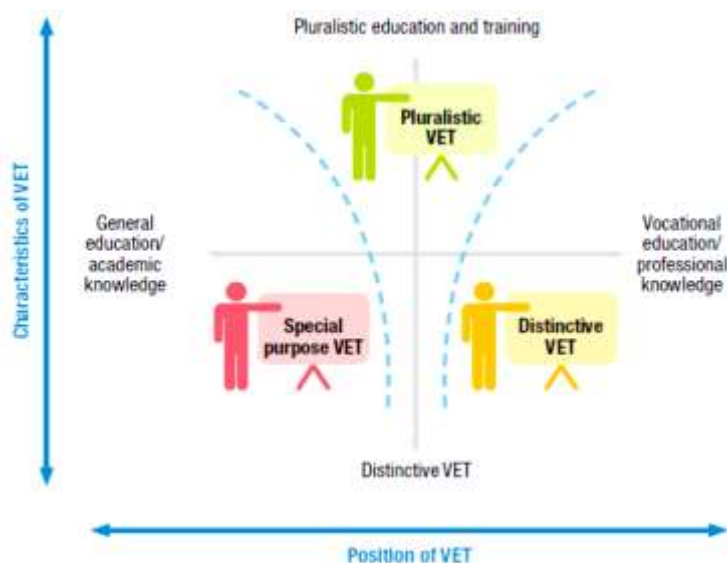 Pluralistic education and training
Pluralistic
VET
Characteristics of VET
General
education/
academic
knowledge
Vocational
education/
professional
knowledge
Special
purpose VET
Distinctive
VET
Distinctive VET
Position of VET